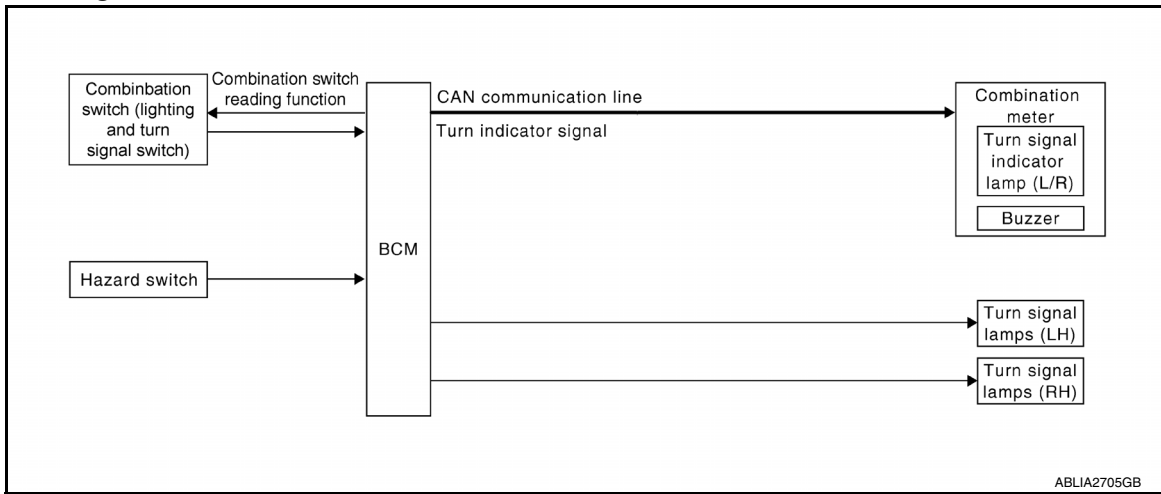 Combinbation
switch (lighting
and turn
signal switch)
Combination switch
reading function
CAN communication line
Turn indicator signal
Combination
meter
Turn signal
indicator
lamp (L/R)
Buzzer
BCM
Hazard switch
Turn signal
lamps (LH)
Turn signal
lamps (RH)
ABLIA2705GB